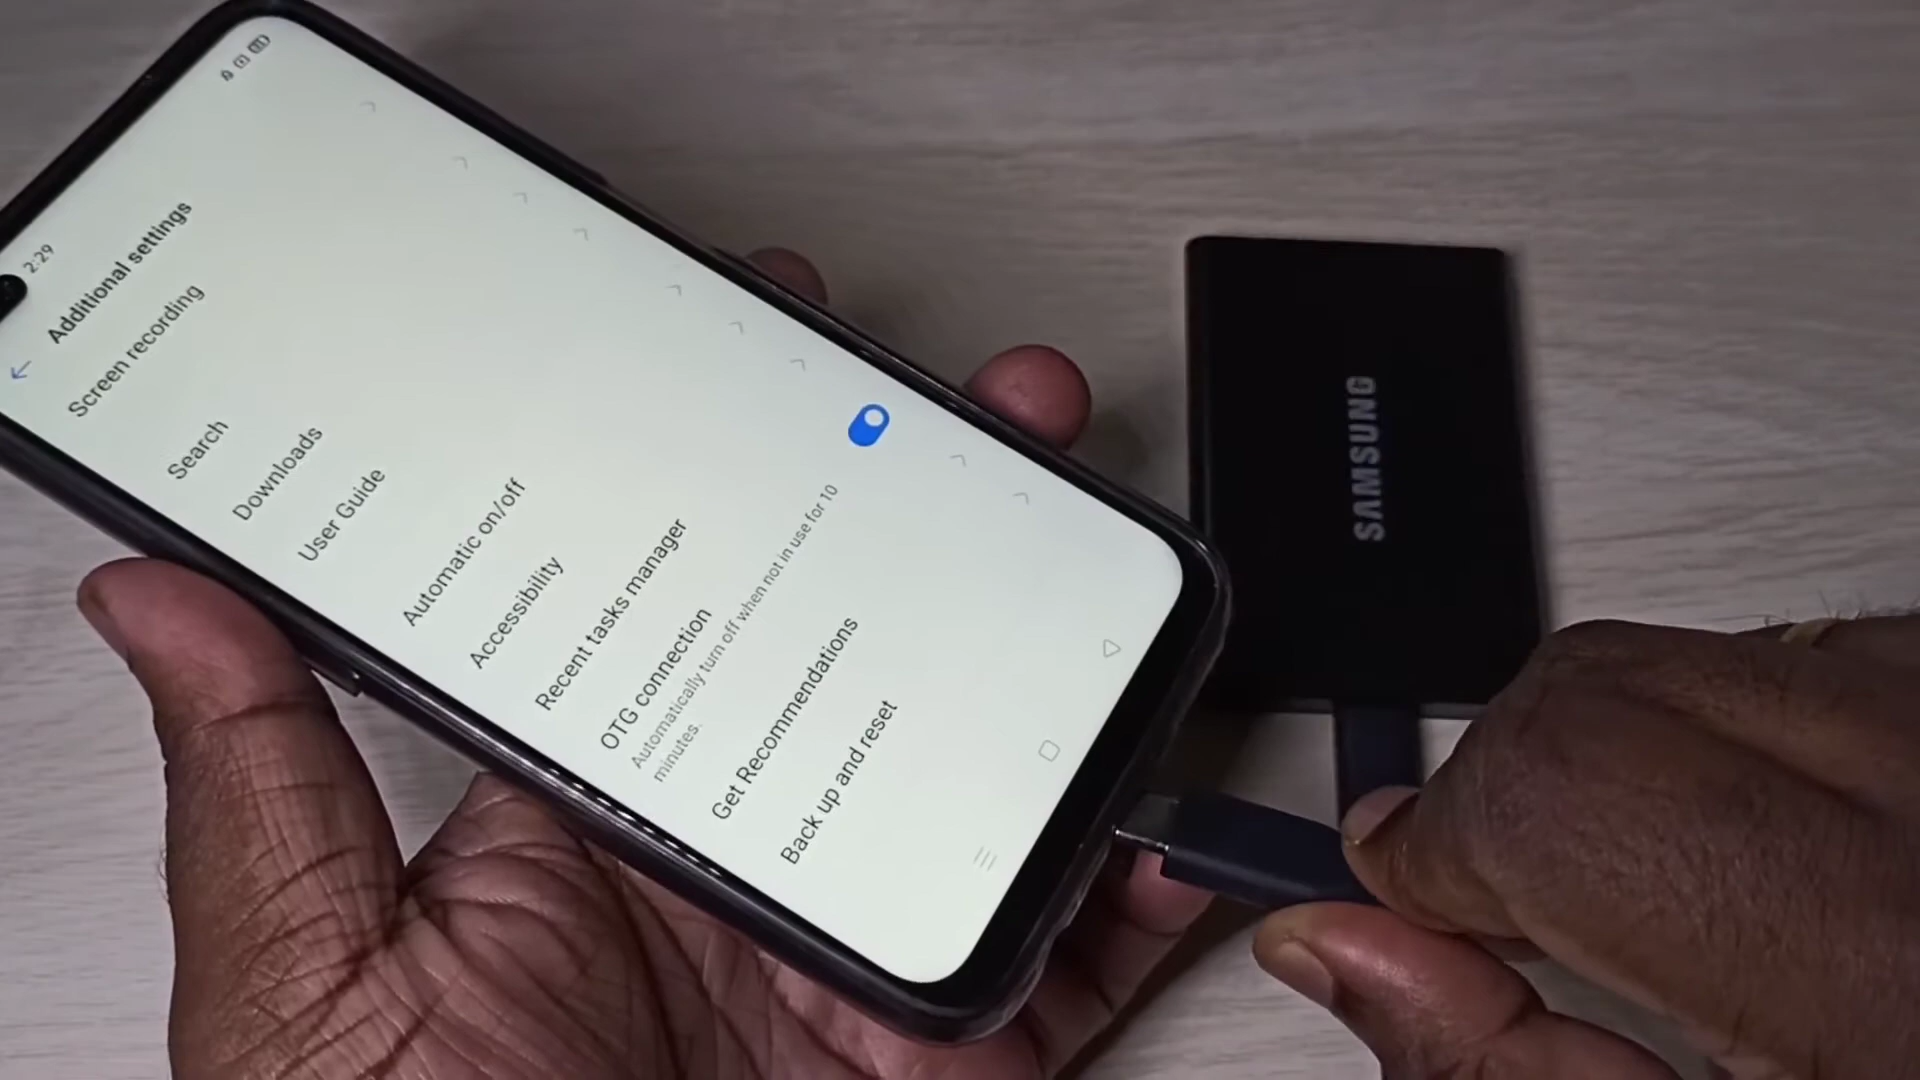 2:29
Additional settings
Screen recording
Search
Downloads
User Guide
Automatic on/off
Accessibility
Recent tasks manager
OTG connection
Automatically turn off when not in use for 10
minutes.
Get Recommendations
Back up and reset
SAMSUNG